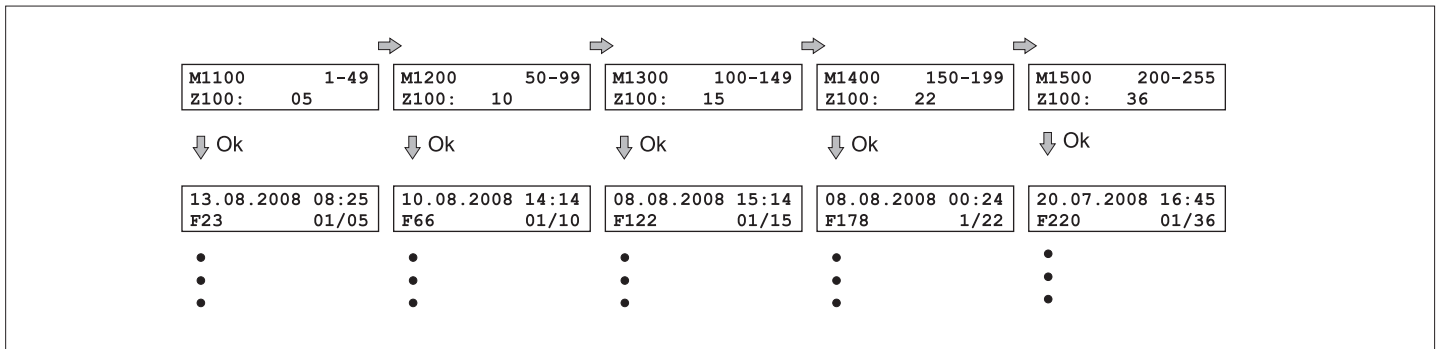 M1100 1-49
Z100: 05
M1200 50-99
Z100: 10
M1300 100-149
Z100: 15
M1400 150-199
Z100: 22
M1500 200-255
Z100: 36
Ok
Ok
Ok
Ok
Ok
13.08.2008 08:25
F23 01/05
10.08.2008 14:14
F66 01/10
08.08.2008 15:14
F122 01/15
08.08.2008 00:24
F178 1/22
20.07.2008 16:45
F220 01/36